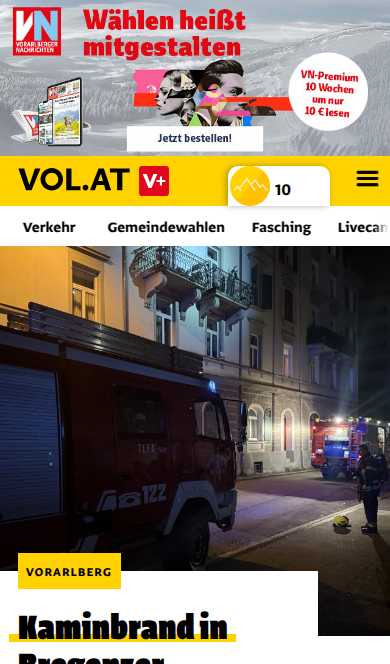 VN
VORARLBERGER
NACHRICHTEN
Wählen heißt
mitgestalten
VN-Premium
10 Wochen
um nur
10 € lesen
Jetzt bestellen!
VOL.AT V+
10
Verkehr Gemeindewahlen Fasching Livecam
122
VORARLBERG
Kaminbrand in
Bregenzer